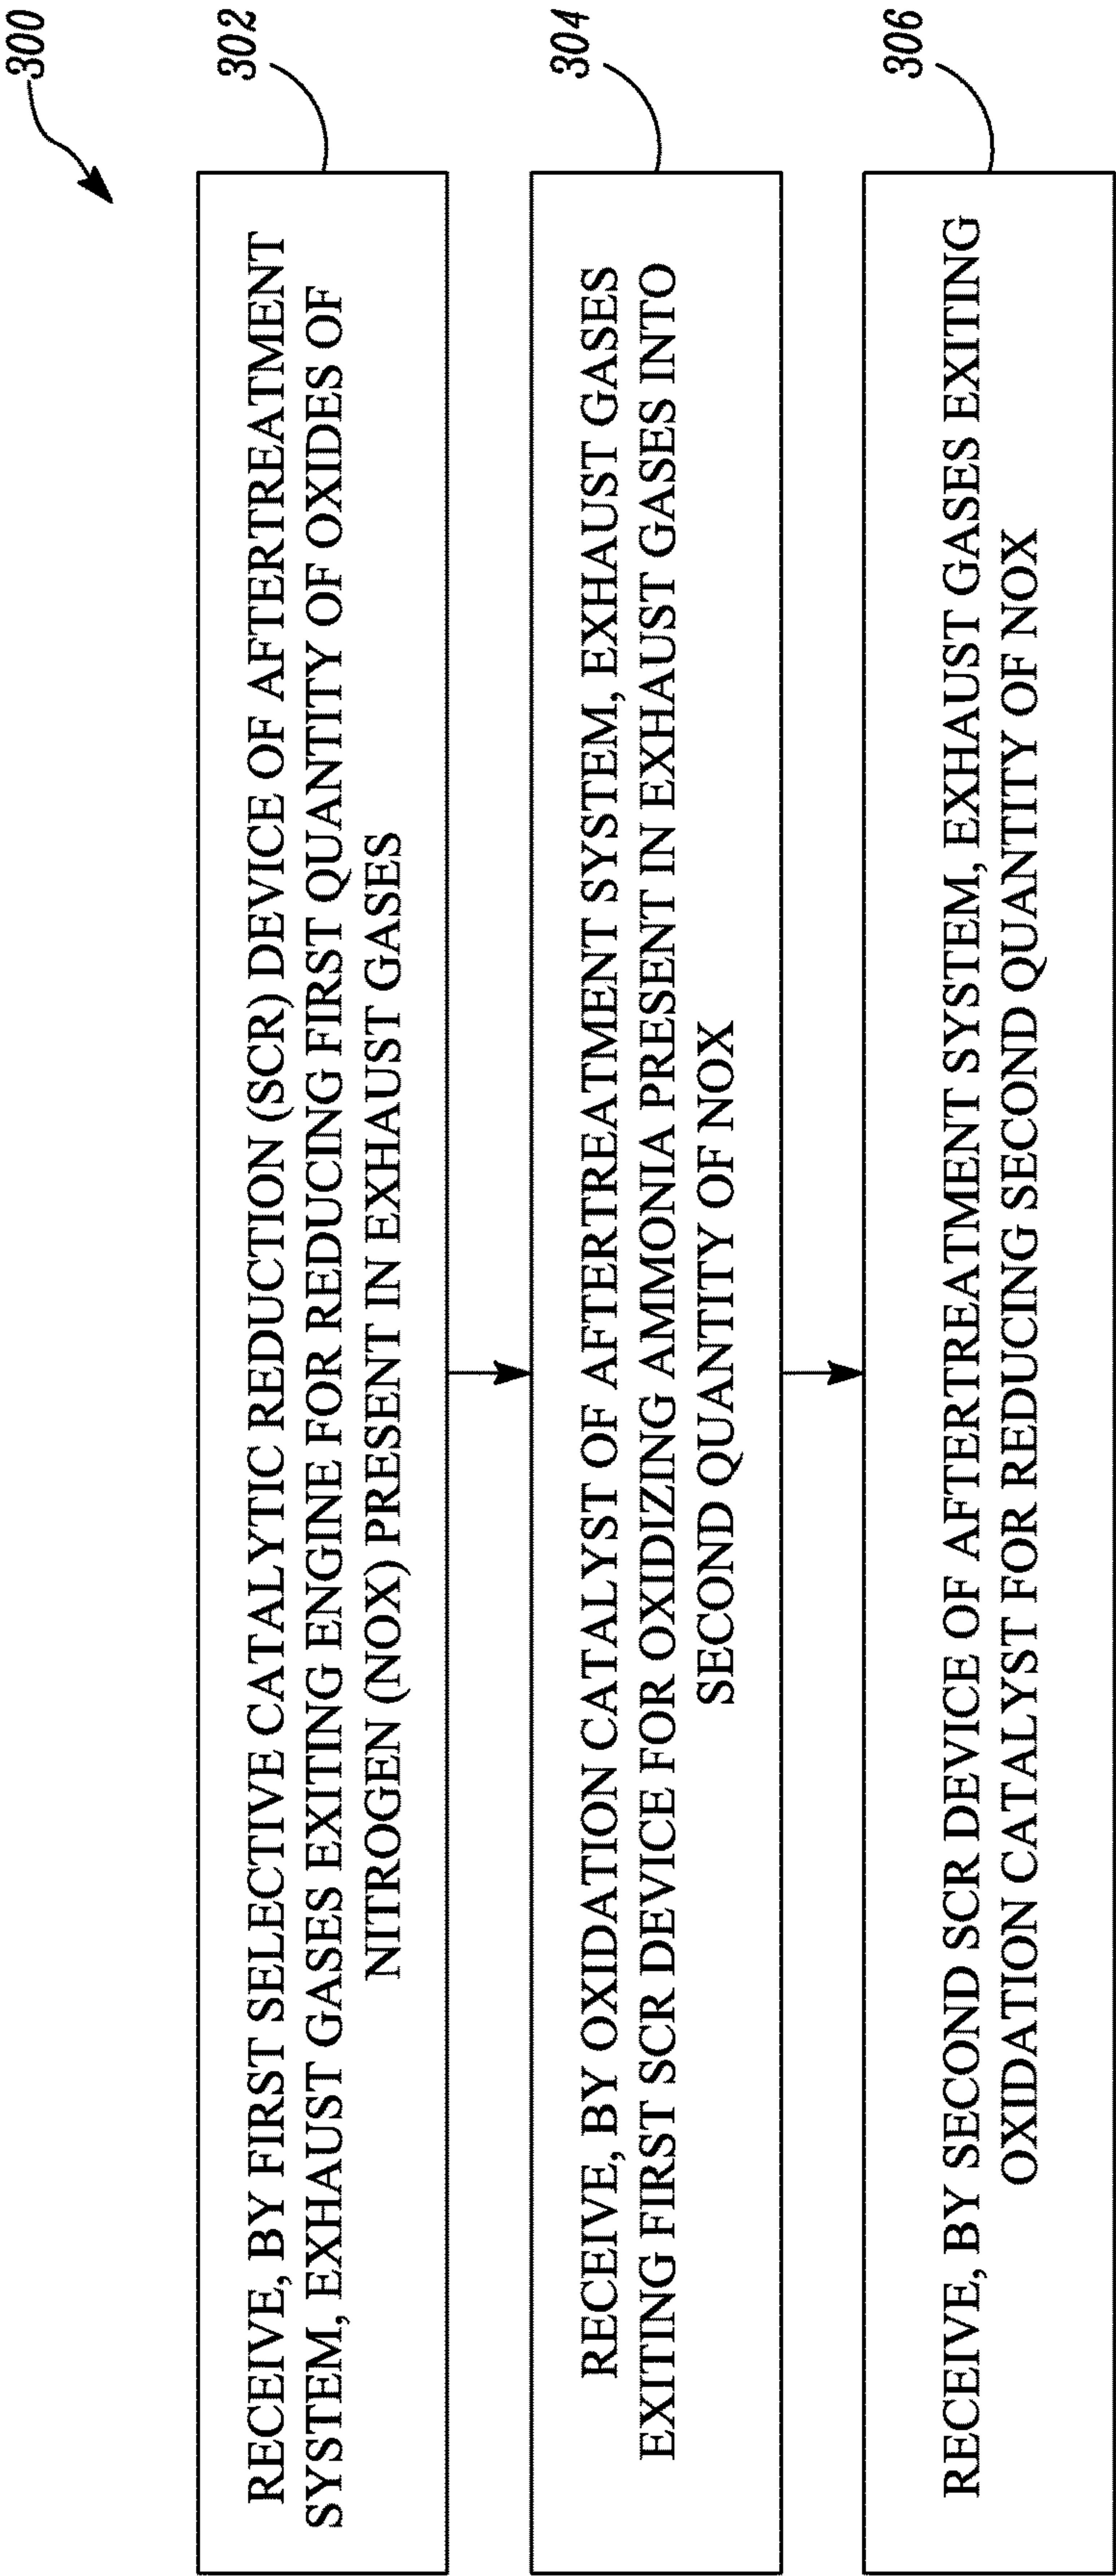 300
302
RECEIVE, BY FIRST SELECTIVE CATALYTIC REDUCTION (SCR) DEVICE OF AFTERTREATMENT
SYSTEM, EXHAUST GASES EXITING ENGINE FOR REDUCING FIRST QUANTITY OF OXIDES OF
NITROGEN (NOX) PRESENT IN EXHAUST GASES
304
RECEIVE, BY OXIDATION CATALYST OF AFTERTREATMENT SYSTEM, EXHAUST GASES
EXITING FIRST SCR DEVICE FOR OXIDIZING AMMONIA PRESENT IN EXHAUST GASES INTO
SECOND QUANTITY OF NOX
306
RECEIVE, BY SECOND SCR DEVICE OF AFTERTREATMENT SYSTEM, EXHAUST GASES EXITING
OXIDATION CATALYST FOR REDUCING SECOND QUANTITY OF NOX